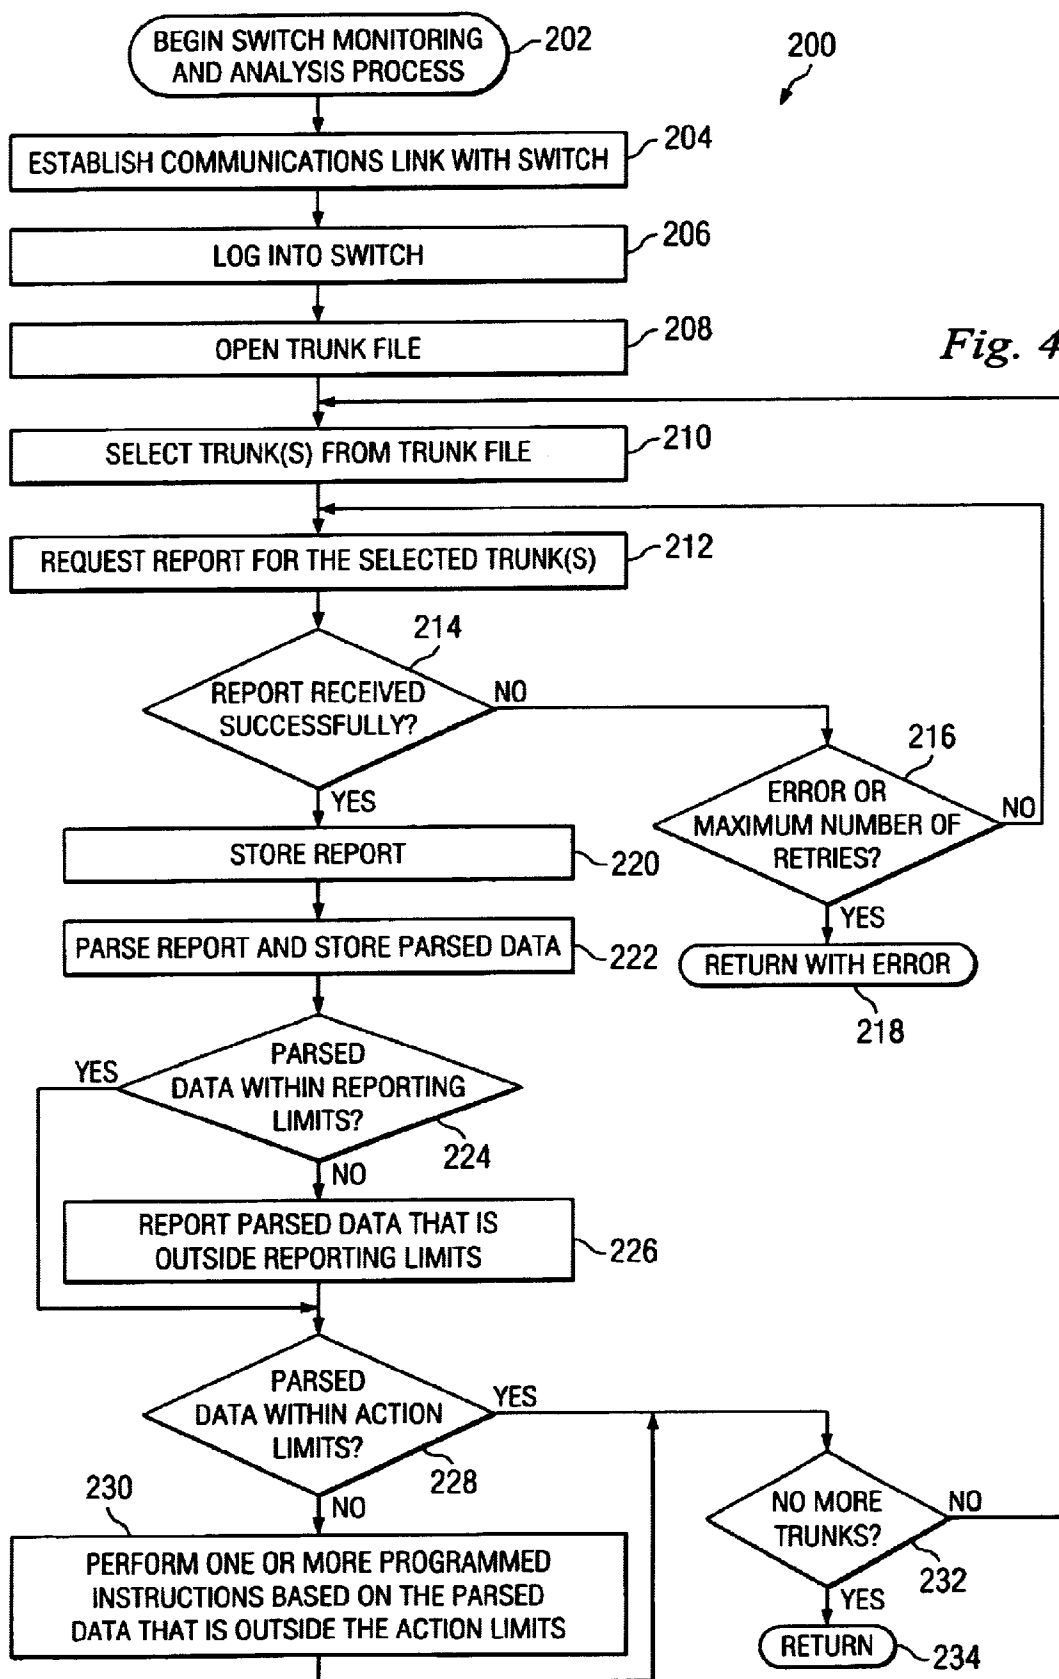 BEGIN SWITCH MONITORING
AND ANALYSIS PROCESS
202
200
ESTABLISH COMMUNICATIONS LINK WITH SWITCH
204
LOG INTO SWITCH
206
OPEN TRUNK FILE
208
Fig. 4
SELECT TRUNK(S) FROM TRUNK FILE
210
REQUEST REPORT FOR THE SELECTED TRUNK(S)
212
214
REPORT RECEIVED
SUCCESSFULLY?
NO
YES
216
ERROR OR
MAXIMUM NUMBER OF
RETRIES?
NO
YES
RETURN WITH ERROR
218
STORE REPORT
220
PARSE REPORT AND STORE PARSED DATA
222
YES
PARSED
DATA WITHIN REPORTING
LIMITS?
224
NO
REPORT PARSED DATA THAT IS
OUTSIDE REPORTING LIMITS
226
PARSED
DATA WITHIN ACTION
LIMITS?
YES
228
NO
230
PERFORM ONE OR MORE PROGRAMMED
INSTRUCTIONS BASED ON THE PARSED
DATA THAT IS OUTSIDE THE ACTION LIMITS
NO MORE
TRUNKS?
NO
232
YES
RETURN
234